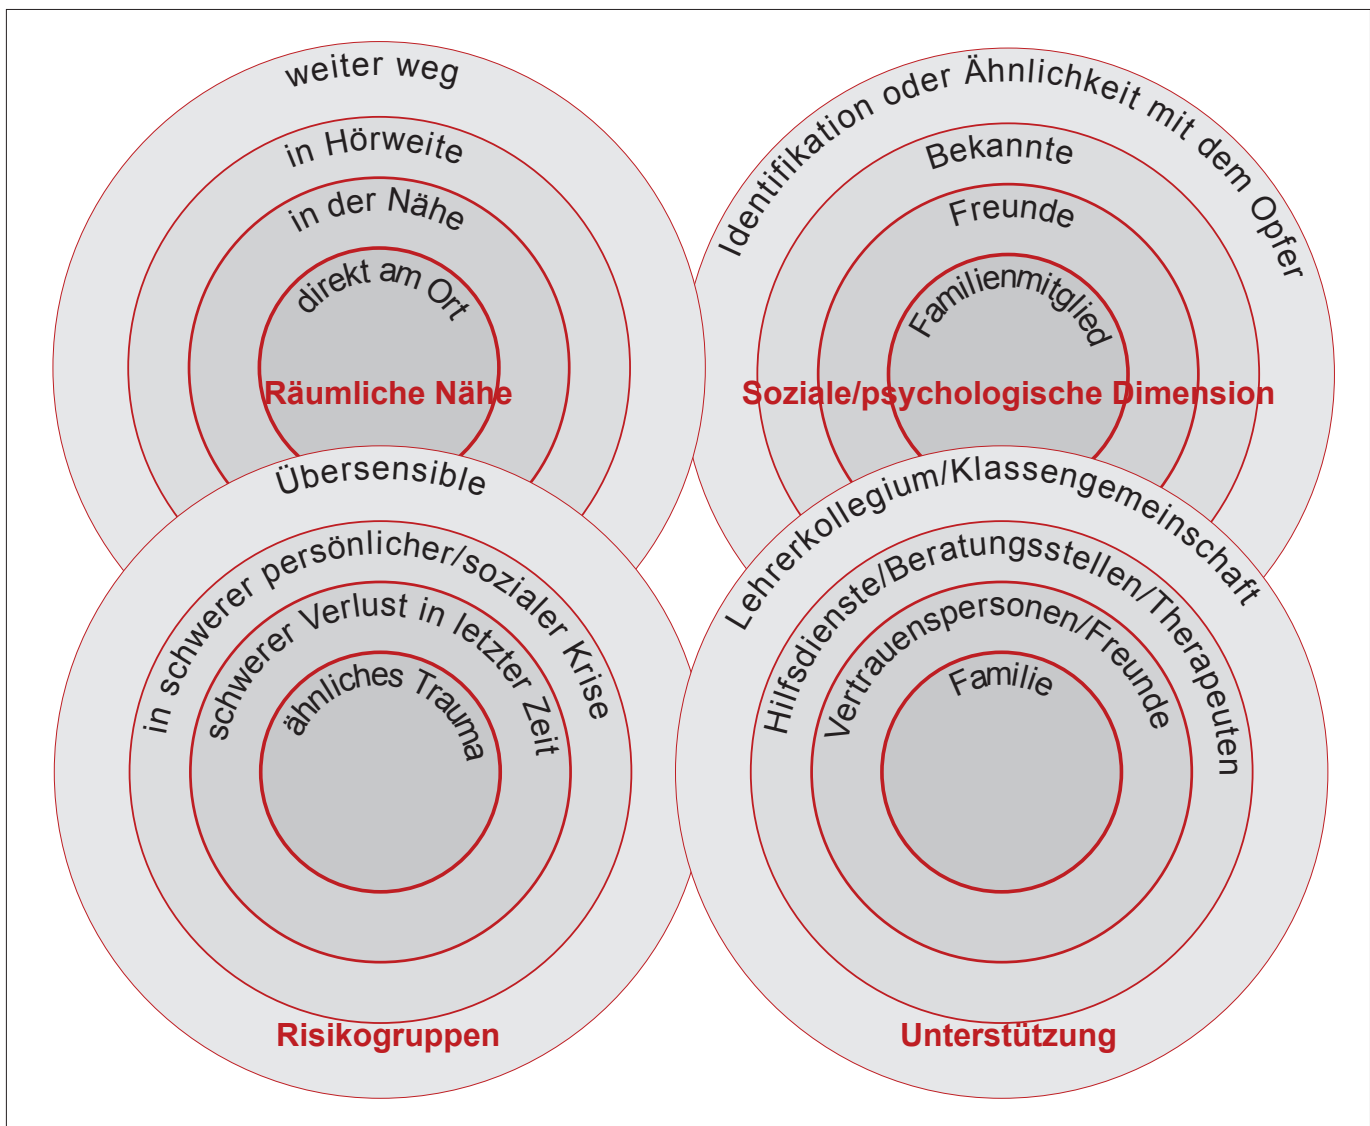 weiter weg
in Hörweite
in der Nähe
direkt am Ort
Räumliche Nähe
Identifikation oder Ähnlichkeit mit dem Opfer
Bekannte
Freunde
Familienmitglied
Soziale/psychologische Dimension
Übersensible
in schwerer persönlicher/sozialer Krise
schwerer Verlust in letzter Zeit
ähnliches Trauma
Risikogruppen
Lehrerkollegium/Klassengemeinschaft
Hilfsdienste/Beratungsstellen/Therapeuten
Vertrauenspersonen/Freunde
Familie
Unterstützung